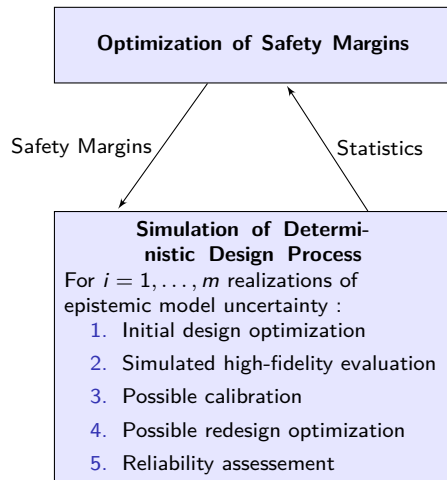 Optimization of Safety Margins
Safety Margins
Statistics
Simulation of Determi-
nistic Design Process
For i = 1, . . . , m realizations of
epistemic model uncertainty :
1. Initial design optimization
2. Simulated high-fidelity evaluation
3. Possible calibration
4. Possible redesign optimization
5. Reliability assessement